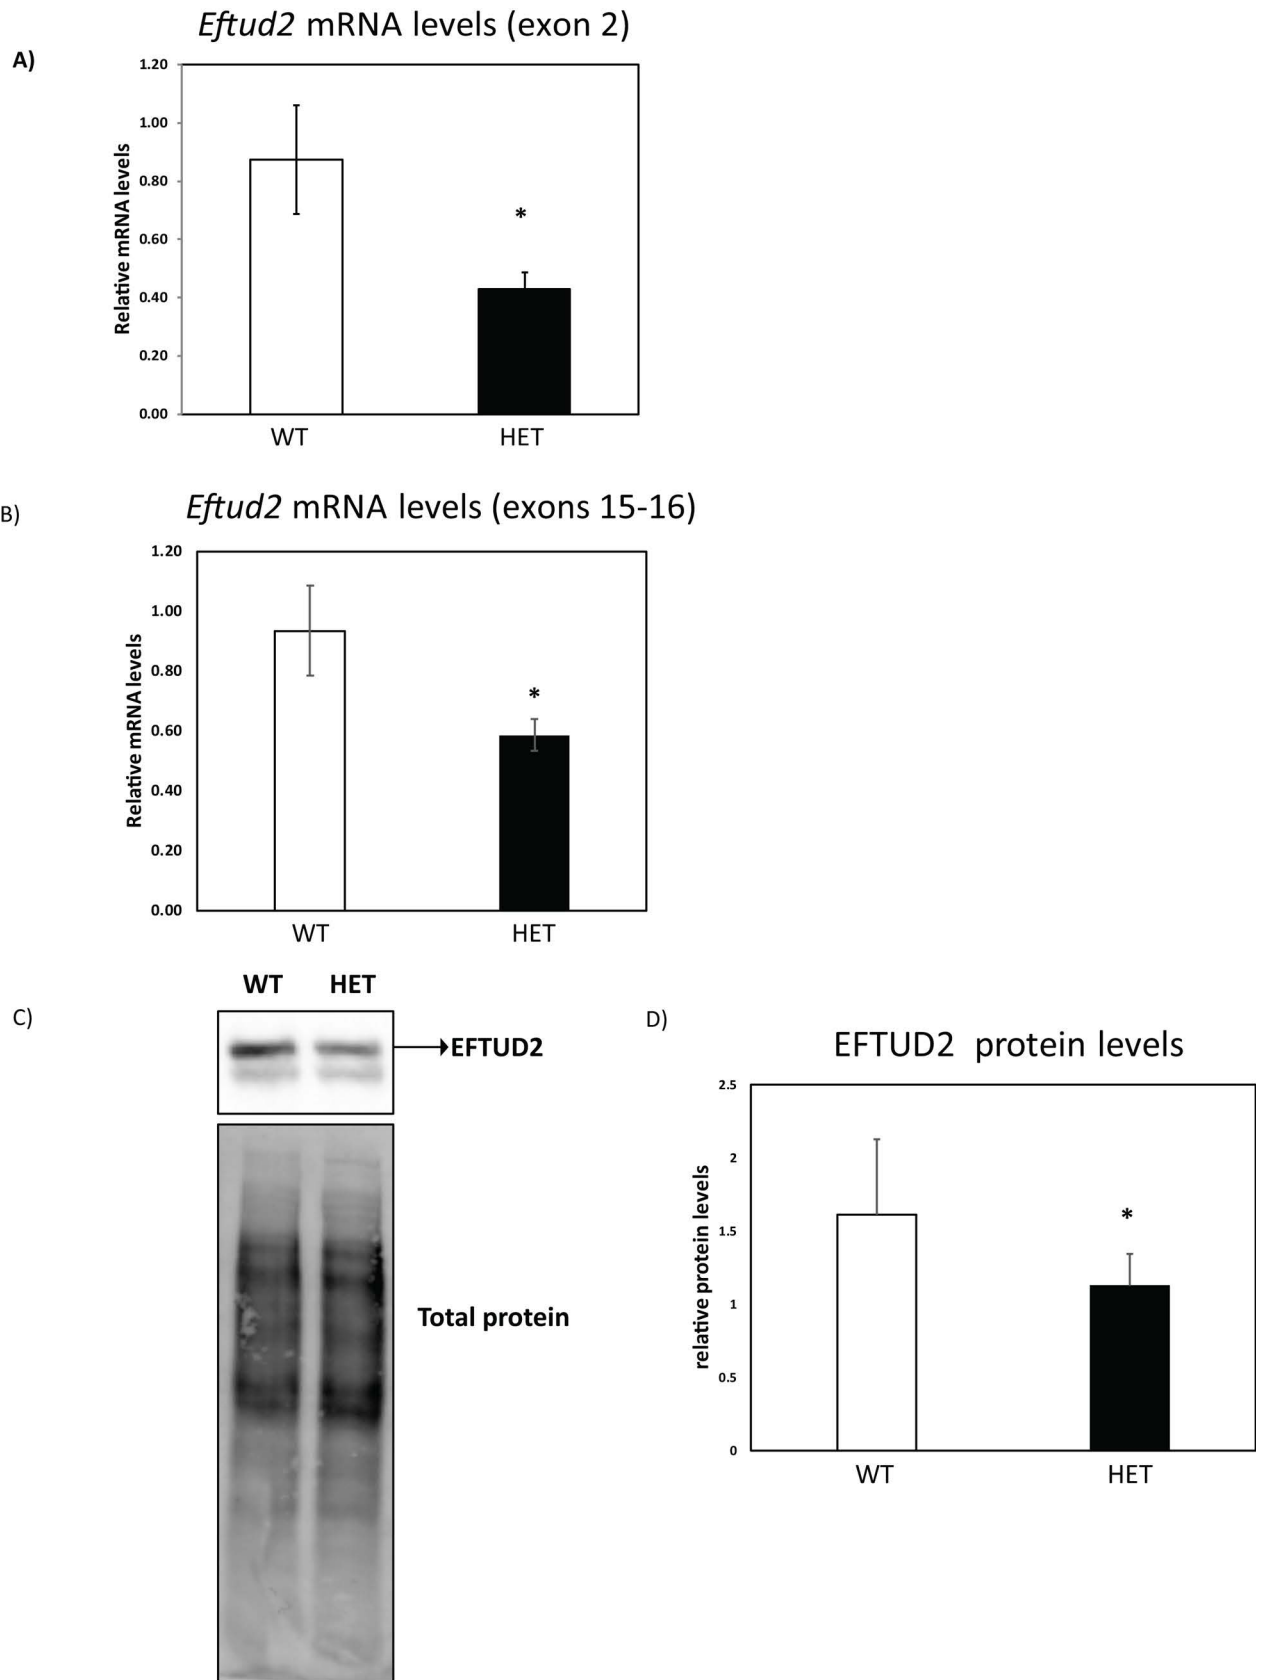 Eftud2 mRNA levels (exon 2)
A)
1.20
1.00
0.80
0.60
0.40
0.20
0.00
Relative mRNA levels
*
WT HET
Eftud2 mRNA levels (exons 15-16)
B)
1.20
1.00
0.80
0.60
0.40
0.20
0.00
Relative mRNA levels
*
WT HET
WT HET
C)
EFTUD2
Total protein
D)
EFTUD2 protein levels
2.5
2
1.5
1
0.5
0
relative protein levels
*
WT HET